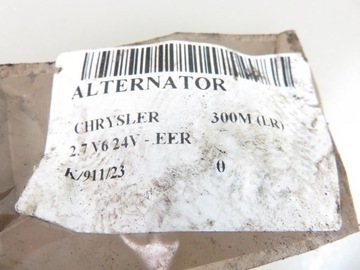 ALTERNATOR
CHRYSLER 300M (LR)
2.7 V6 24V - EER
K/911/23 0